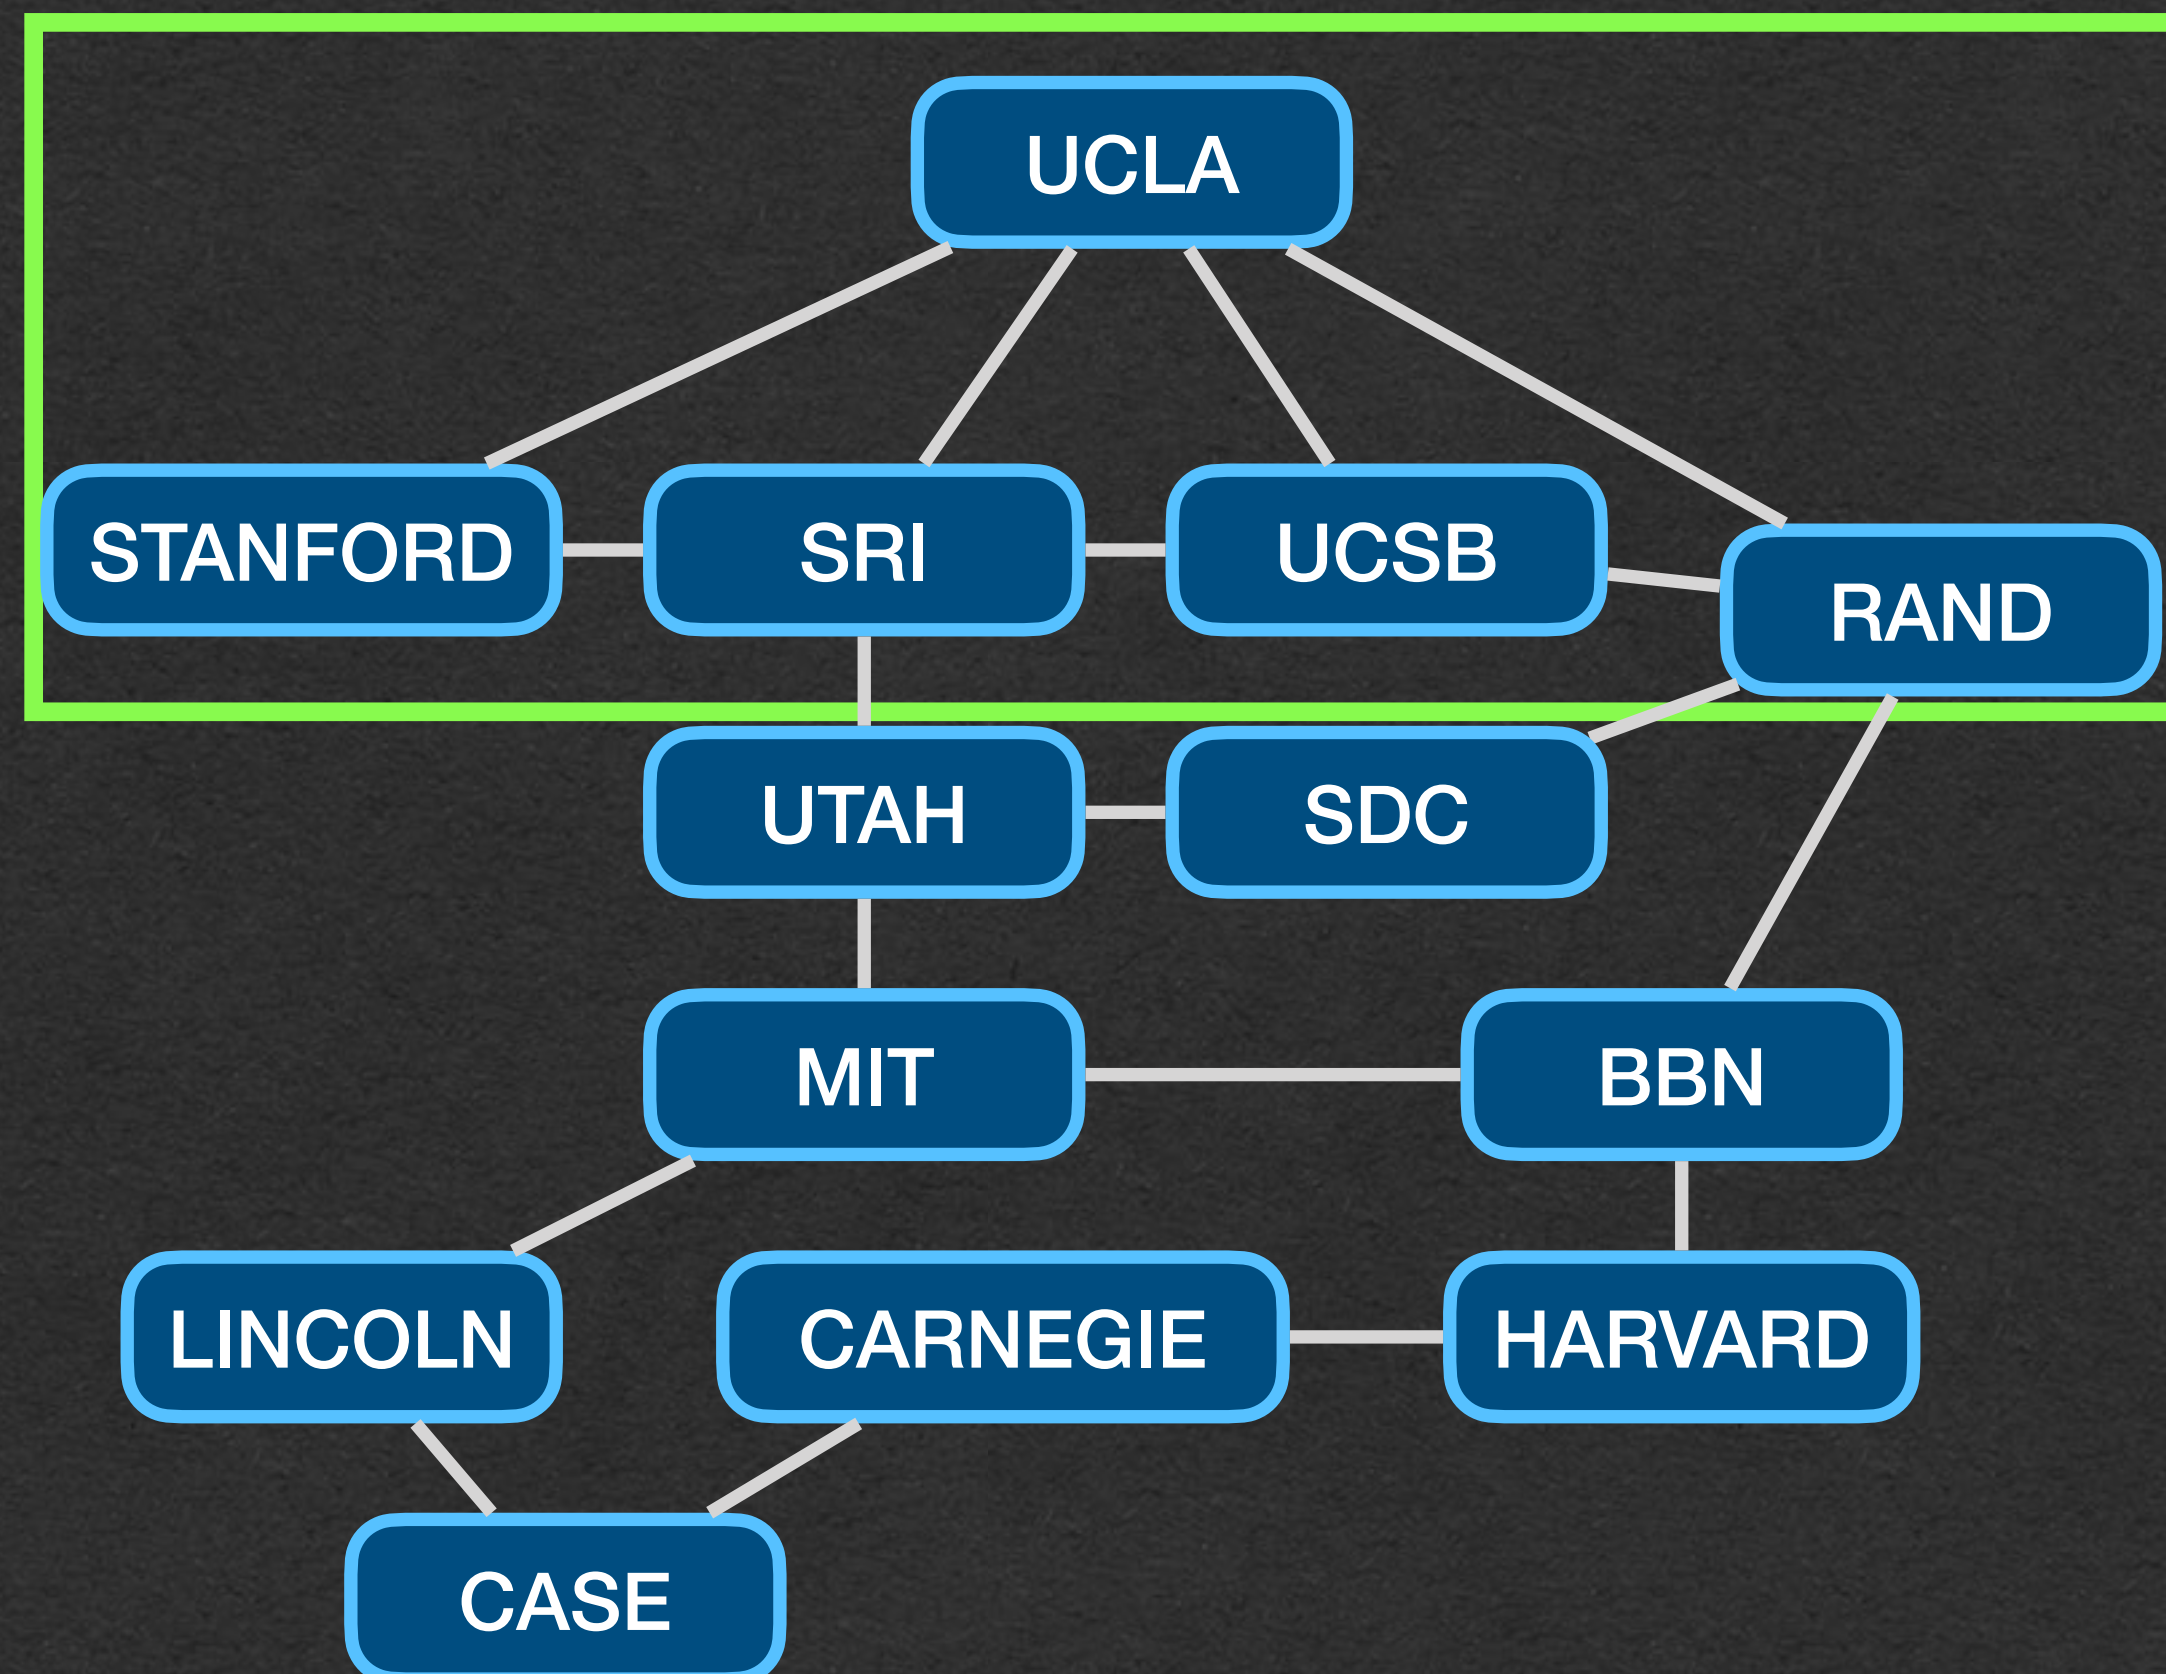 UCLA
STANFORD
SRI
UCSB
RAND
UTAH
SDC
MIT
BBN
LINCOLN
CARNEGIE
HARVARD
CASE